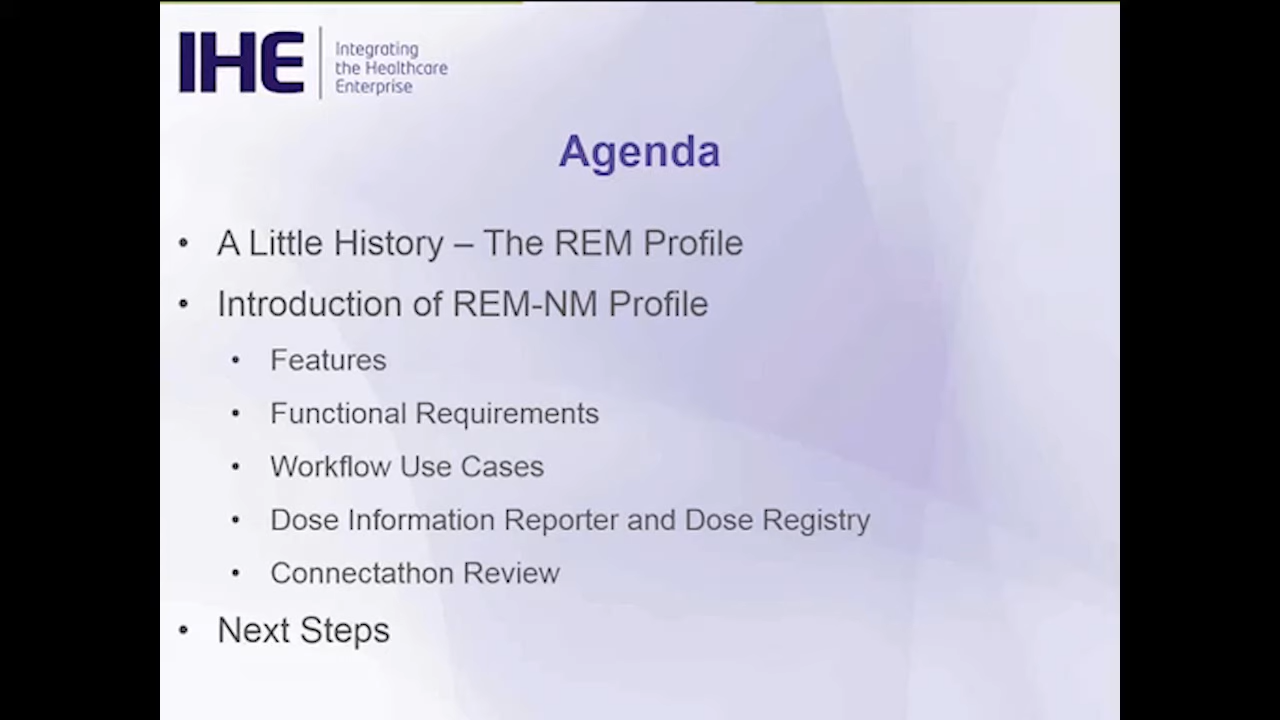 IHE
Integrating
the Healthcare
Enterprise
Agenda
• A Little History – The REM Profile
• Introduction of REM-NM Profile
• Features
• Functional Requirements
• Workflow Use Cases
• Dose Information Reporter and Dose Registry
• Connectathon Review
• Next Steps